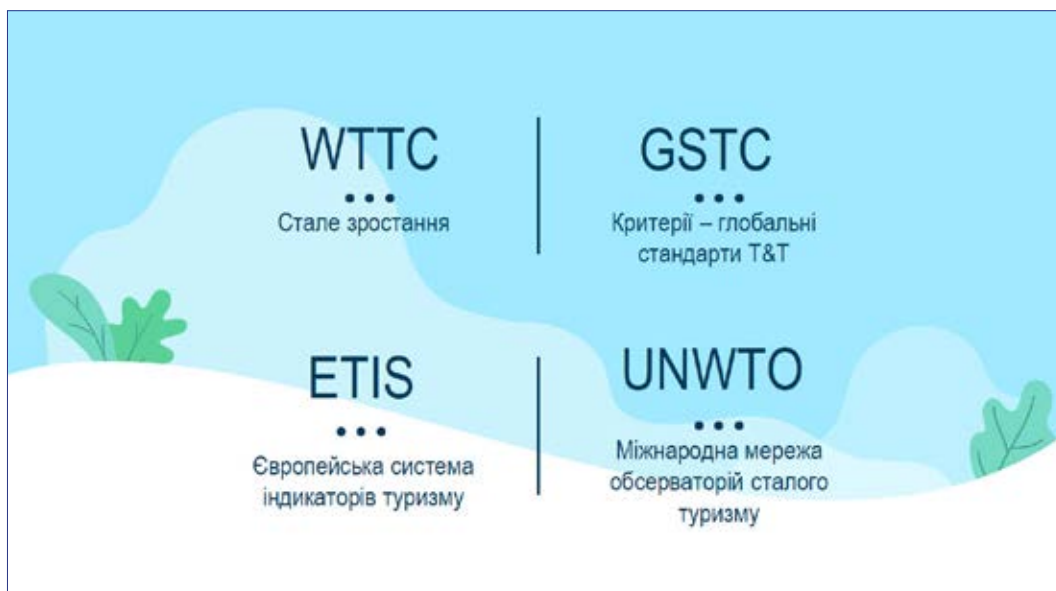 WTTC
Стале зростання
GSTC
Критерії – глобальні
стандарти T&T
ETIS
Європейська система
індикаторів туризму
UNWTO
Міжнародна мережа
обсерваторій сталого
туризму